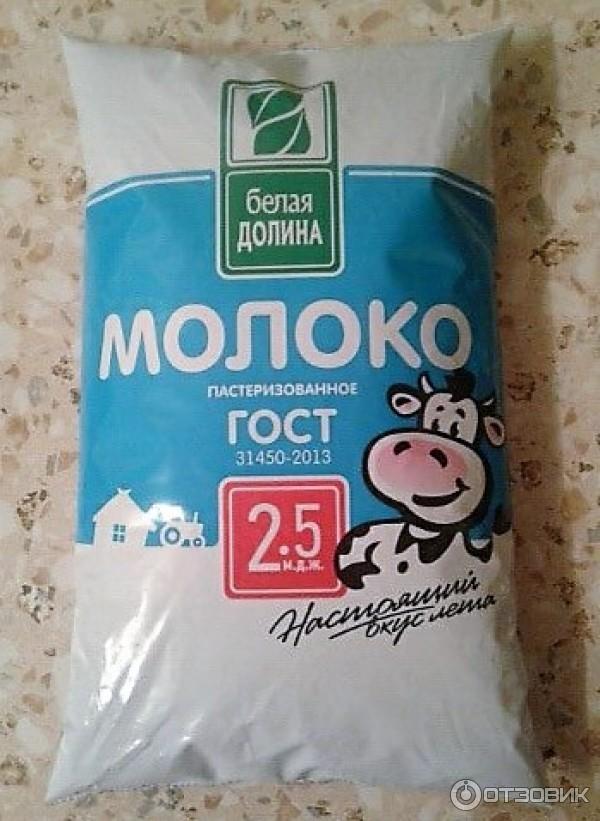 белая
ДОЛИНА
МОЛОКО
ПАСТЕРИЗОВАННОЕ
ГОСТ
31450-2013
2.5
м.д.ж.
Настоящий
вкус лета
ОТЗОВИК